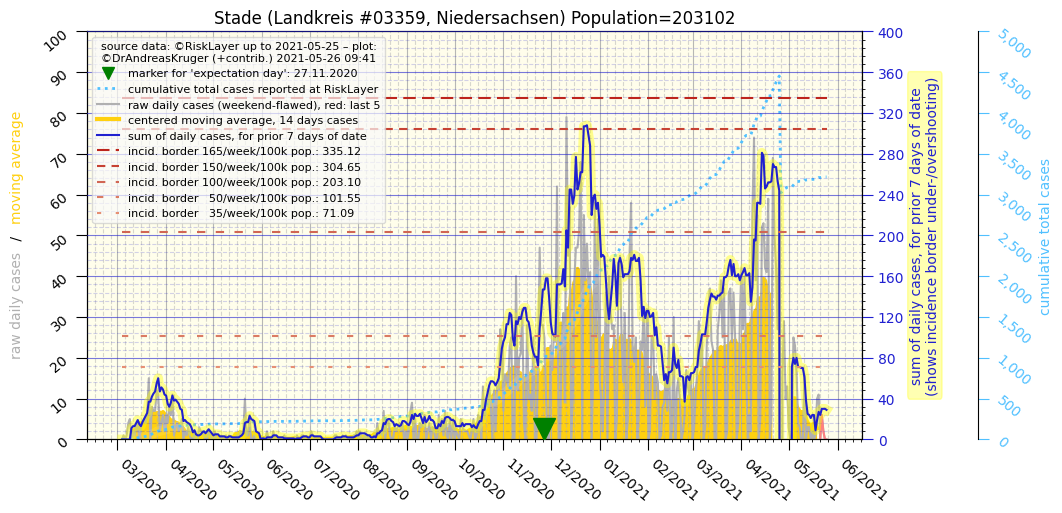 Stade (Landkreis #03359, Niedersachsen) Population=203102
source data: ©RiskLayer up to 2021-05-25 – plot:
©DrAndreasKruger (+contrib.) 2021-05-26 09:41
marker for 'expectation day': 27.11.2020
cumulative total cases reported at RiskLayer
raw daily cases (weekend-flawed), red: last 5
centered moving average, 14 days cases
sum of daily cases, for prior 7 days of date
incid. border 165/week/100k pop.: 335.12
incid. border 150/week/100k pop.: 304.65
incid. border 100/week/100k pop.: 203.10
incid. border   50/week/100k pop.: 101.55
incid. border   35/week/100k pop.: 71.09
raw daily cases  /  moving average
100
90
80
70
60
50
40
30
20
10
0
03/2020
04/2020
05/2020
06/2020
07/2020
08/2020
09/2020
10/2020
11/2020
12/2020
01/2021
02/2021
03/2021
04/2021
05/2021
06/2021
400
360
320
280
240
200
160
120
80
40
0
sum of daily cases, for prior 7 days of date
(shows incidence border under-/overshooting)
5,000
4,500
4,000
3,500
3,000
2,500
2,000
1,500
1,000
500
0
cumulative total cases